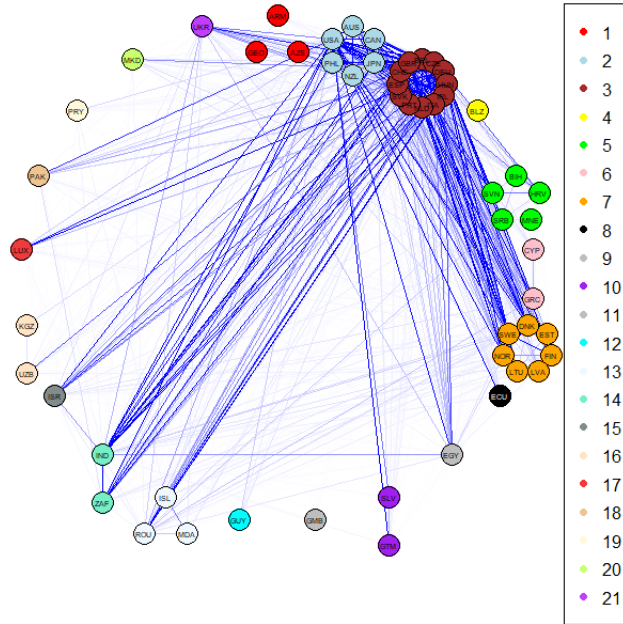 ARM
UKR
AUS
USA
CAN
GEO
AZE
MKD
PHL
JPN
NZL
PRY
BLZ
PAK
BIH
SVN
HRV
SRB
MNE
LUX
CYP
GRC
KGZ
DNK
SWE
EST
NOR
FIN
UZB
LTU
LVA
ISR
ECU
IND
EGY
ZAF
ISL
SLV
GUY
GMB
ROU
MDA
GTM
1
2
3
4
5
6
7
8
9
10
11
12
13
14
15
16
17
18
19
20
21